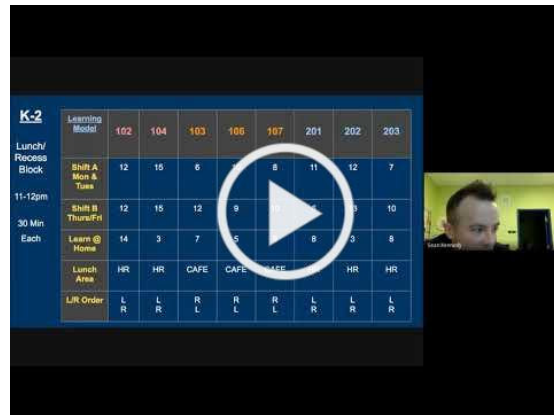 K-2
Lunch/
Recess
Block
11-12pm
30 Min
Each
Learning
Model 102 104 103 106 107 201 202 203
Shift A
Mon &
Tues
12 15 6 8 11 12 7
Shift B
Thurs/Fri
12 15 12 9 10
Learn @
Home
14 3 7 5 8 3 8
Lunch
Area
HR HR CAFE CAFE CAFE HR HR
L/R Order L L R R R L L L
R R L L L R R R
Sean Kennedy